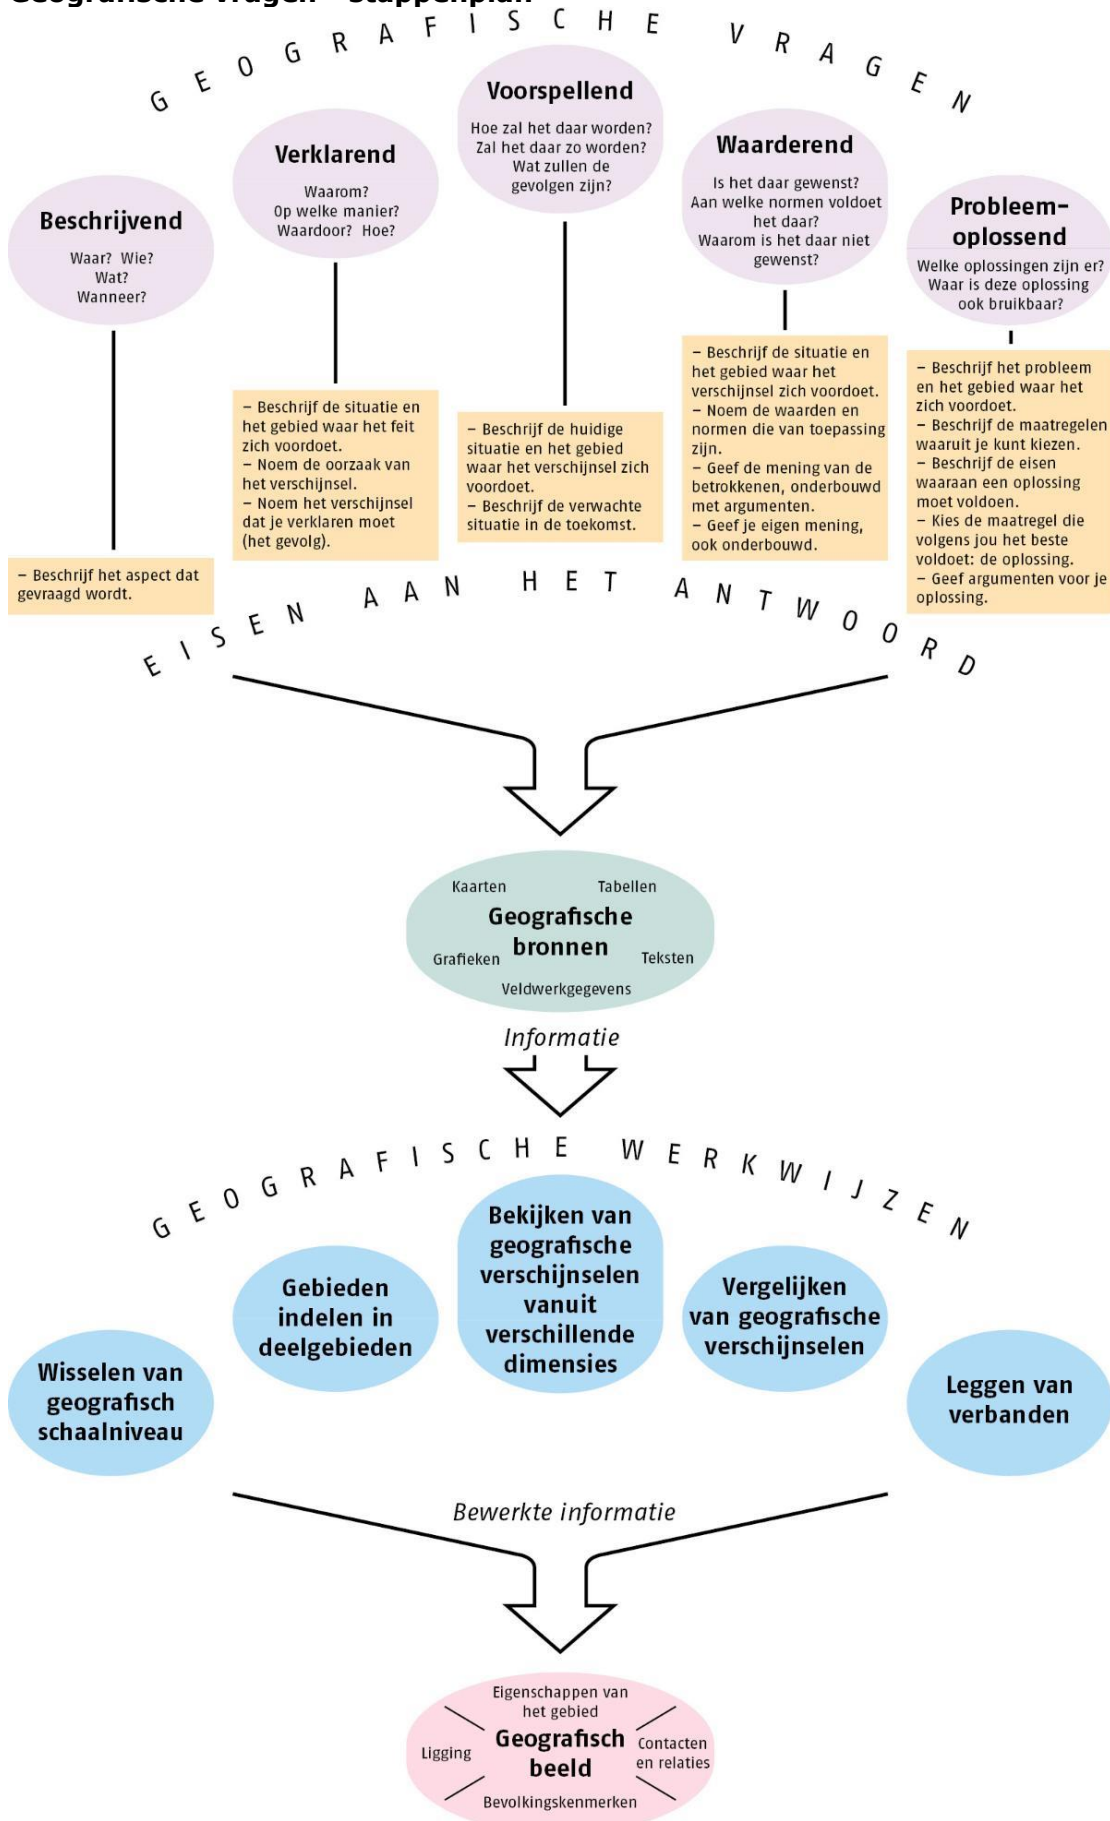 Geografische vragen - stappenplan
GEOGRAFISCHE VRAGEN
Beschrijvend
Waar? Wie?
Wat?
Wanneer?
– Beschrijf het aspect dat
gevraagd wordt.
Verklarend
Waarom?
Op welke manier?
Waardoor? Hoe?
– Beschrijf de situatie en
het gebied waar het feit
zich voordoet.
– Noem de oorzaak van
het verschijnsel.
– Noem het verschijnsel
dat je verklaren moet
(het gevolg).
Voorspellend
Hoe zal het daar worden?
Zal het daar zo worden?
Wat zullen de
gevolgen zijn?
– Beschrijf de huidige
situatie en het gebied
waar het verschijnsel zich
voordoet.
– Beschrijf de verwachte
situatie in de toekomst.
Waarderend
Is het daar gewenst?
Aan welke normen voldoet
het daar?
Waarom is het daar niet
gewenst?
– Beschrijf de situatie en
het gebied waar het
verschijnsel zich voordoet.
– Noem de waarden en
normen die van toepassing
zijn.
– Geef de mening van de
betrokkenen, onderbouwd
met argumenten.
– Geef je eigen mening,
ook onderbouwd.
Probleem-
oplossend
Welke oplossingen zijn er?
Waar is deze oplossing
ook bruikbaar?
– Beschrijf het probleem
en het gebied waar het
zich voordoet.
– Beschrijf de maatregelen
waaruit je kunt kiezen.
– Beschrijf de eisen
waaraan een oplossing
moet voldoen.
– Kies de maatregel die
volgens jou het beste
voldoet: de oplossing.
– Geef argumenten voor je
oplossing.
EISEN AAN HET ANTWOORD
Kaarten
Tabellen
Geografische
bronnen
Grafieken
Teksten
Veldwerkgegevens
Informatie
GEOGRAFISCHE WERKWIJZEN
Wisselen van
geografisch
schaalniveau
Gebieden
indelen in
deelgebieden
Bekijken van
geografische
verschijnselen
vanuit
verschillende
dimensies
Vergelijken
van geografische
verschijnselen
Leggen van
verbanden
Bewerkte informatie
Eigenschappen van
het gebied
Ligging
Geografisch
beeld
Contacten
en relaties
Bevolkingskenmerken